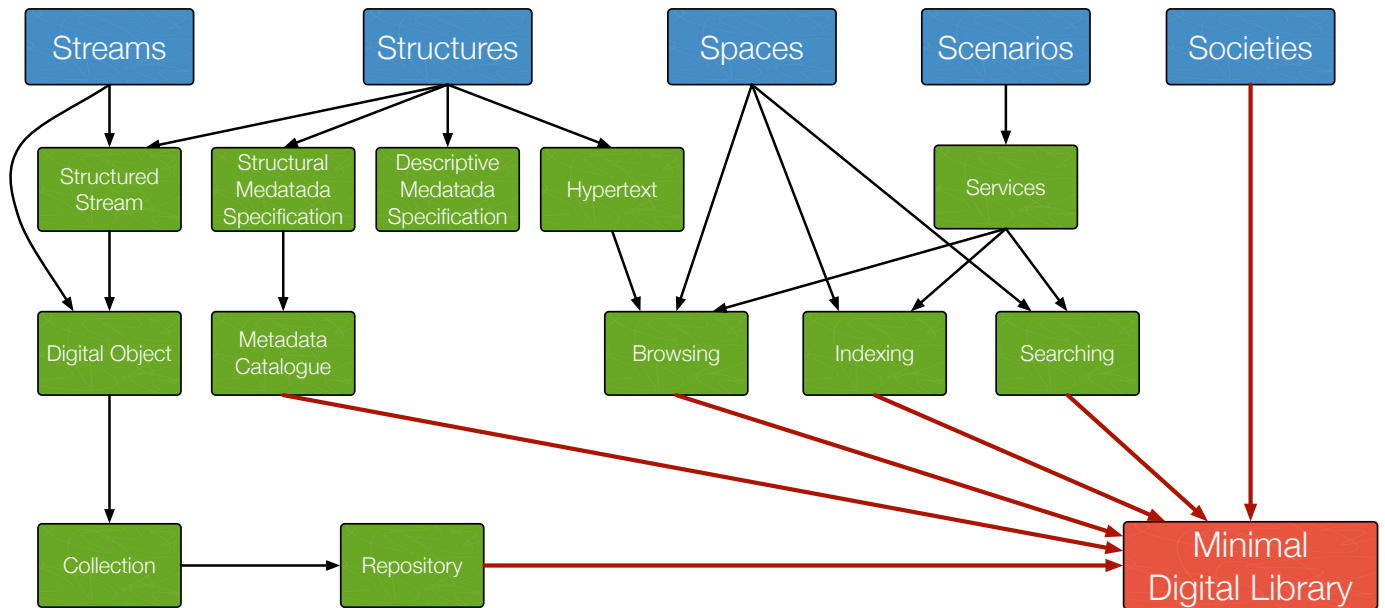 Streams
Structures
Spaces
Scenarios
Societies
Structured
Stream
Structural
Medatada
Specification
Descriptive
Medatada
Specification
Hypertext
Services
Digital Object
Metadata
Catalogue
Browsing
Indexing
Searching
Collection
Repository
Minimal
Digital Library